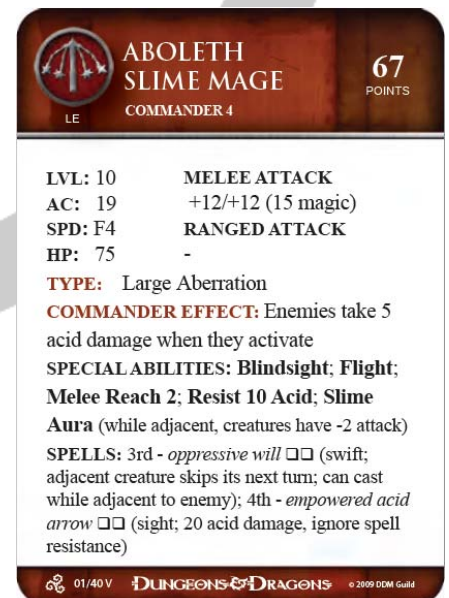 ABOLETH
SLIME MAGE
COMMANDER 4
67
POINTS
LE
LVL: 10 MELEE ATTACK
AC: 19 +12/+12 (15 magic)
SPD: F4 RANGED ATTACK
HP: 75 -
TYPE: Large Aberration
COMMANDER EFFECT: Enemies take 5
acid damage when they activate
SPECIAL ABILITIES: Blindsight; Flight;
Melee Reach 2; Resist 10 Acid; Slime
Aura (while adjacent, creatures have -2 attack)
SPELLS: 3rd - oppressive will ❑❑ (swift;
adjacent creature skips its next turn; can cast
while adjacent to enemy); 4th - empowered acid
arrow ❑❑ (sight; 20 acid damage, ignore spell
resistance)
01/40 V DUNGEONS & DRAGONS © 2009 DDM Guild